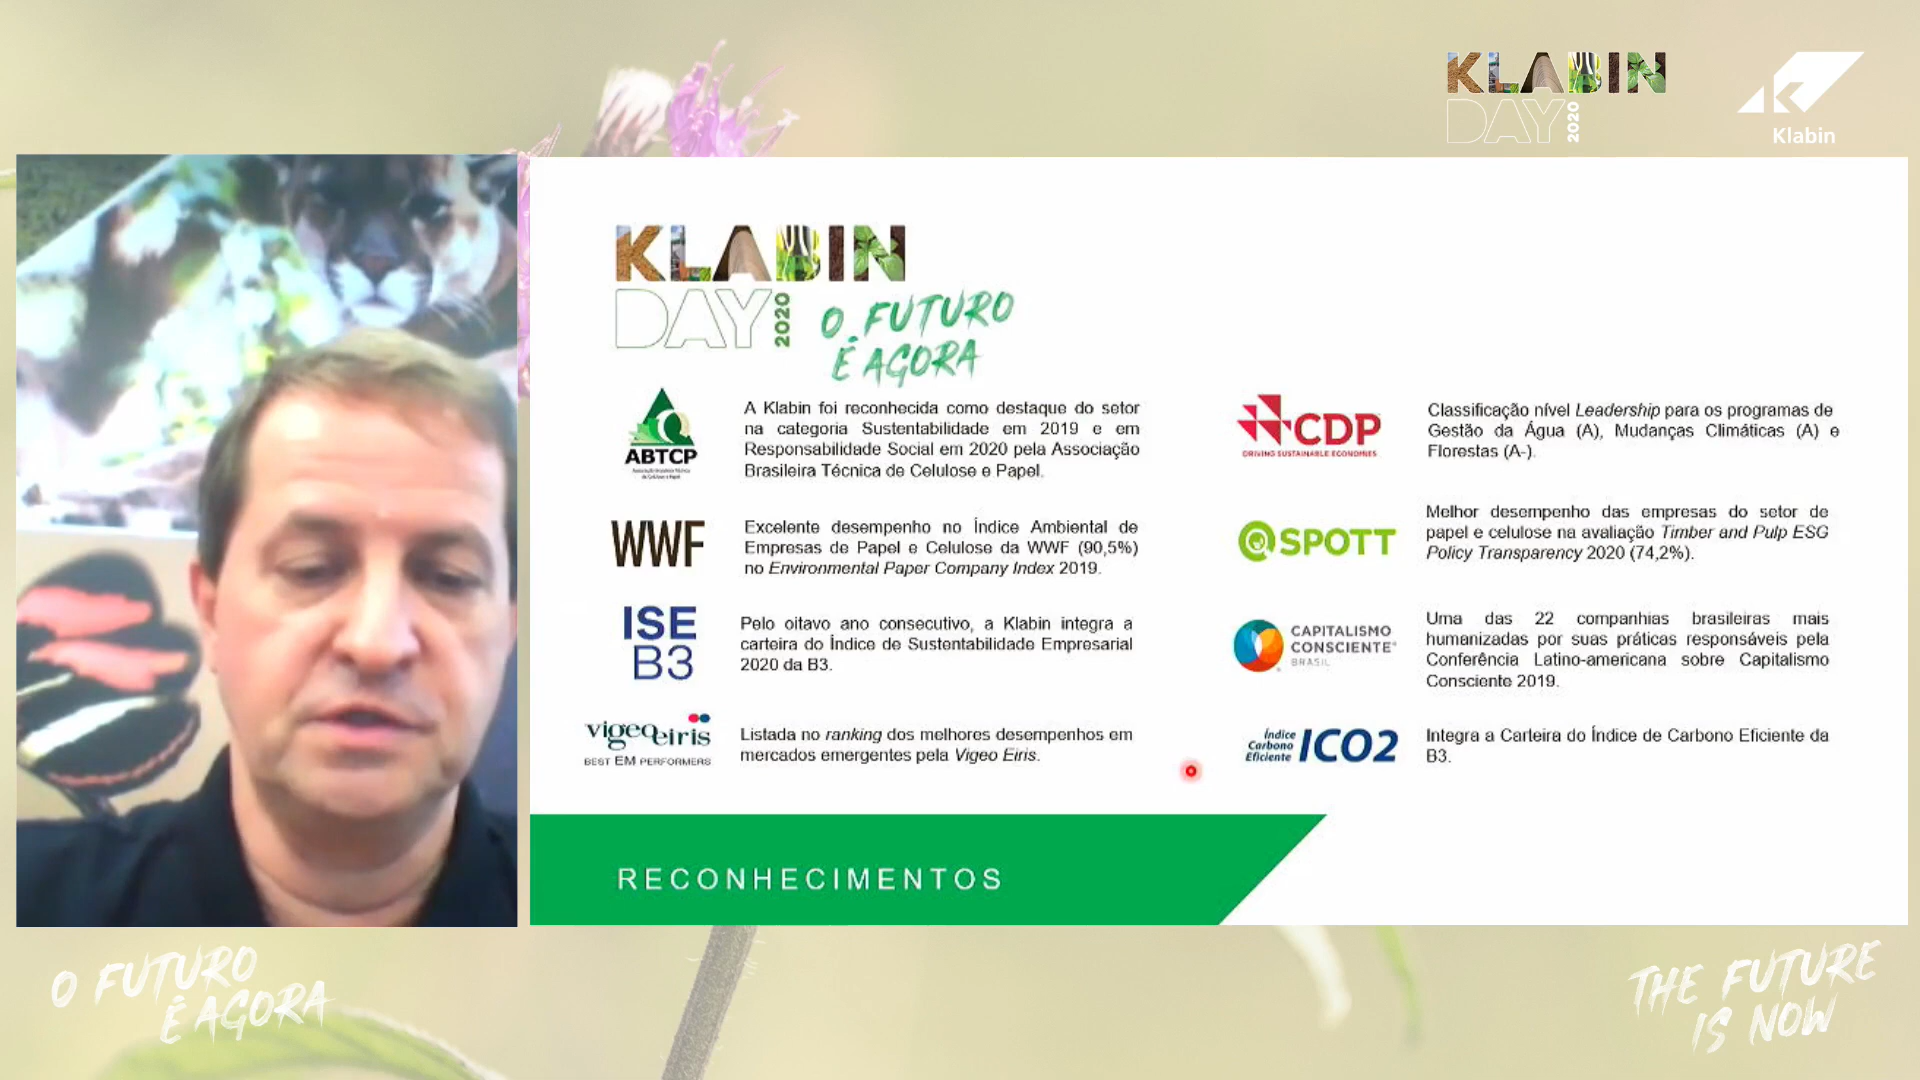 KLABIN
DAY 2020
Klabin
KLABIN
DAY 2020
O FUTURO
É AGORA
ABTCP
A Klabin foi reconhecida como destaque do setor
na categoria Sustentabilidade em 2019 e em
Responsabilidade Social em 2020 pela Associação
Brasileira Técnica de Celulose e Papel.
WWF
Excelente desempenho no Índice Ambiental de
Empresas de Papel e Celulose da WWF (90,5%)
no Environmental Paper Company Index 2019.
ISE
B3
Pelo oitavo ano consecutivo, a Klabin integra a
carteira do Índice de Sustentabilidade Empresarial
2020 da B3.
vigeoeiris
BEST EM PERFORMERS
Listada no ranking dos melhores desempenhos em
mercados emergentes pela Vigeo Eiris.
CDP
DRIVING SUSTAINABLE ECONOMIES
Classificação nível Leadership para os programas de
Gestão da Água (A), Mudanças Climáticas (A) e
Florestas (A-).
SPOTT
Melhor desempenho das empresas do setor de
papel e celulose na avaliação Timber and Pulp ESG
Policy Transparency 2020 (74,2%).
CAPITALISMO
CONSCIENTE
BRASIL
Uma das 22 companhias brasileiras mais
humanizadas por suas práticas responsáveis pela
Conferência Latino-americana sobre Capitalismo
Consciente 2019.
Índice
Carbono
Eficiente
ICO2
Integra a Carteira do Índice de Carbono Eficiente da
B3.
RECONHECIMENTOS
O FUTURO
É AGORA
THE FUTURE
IS NOW